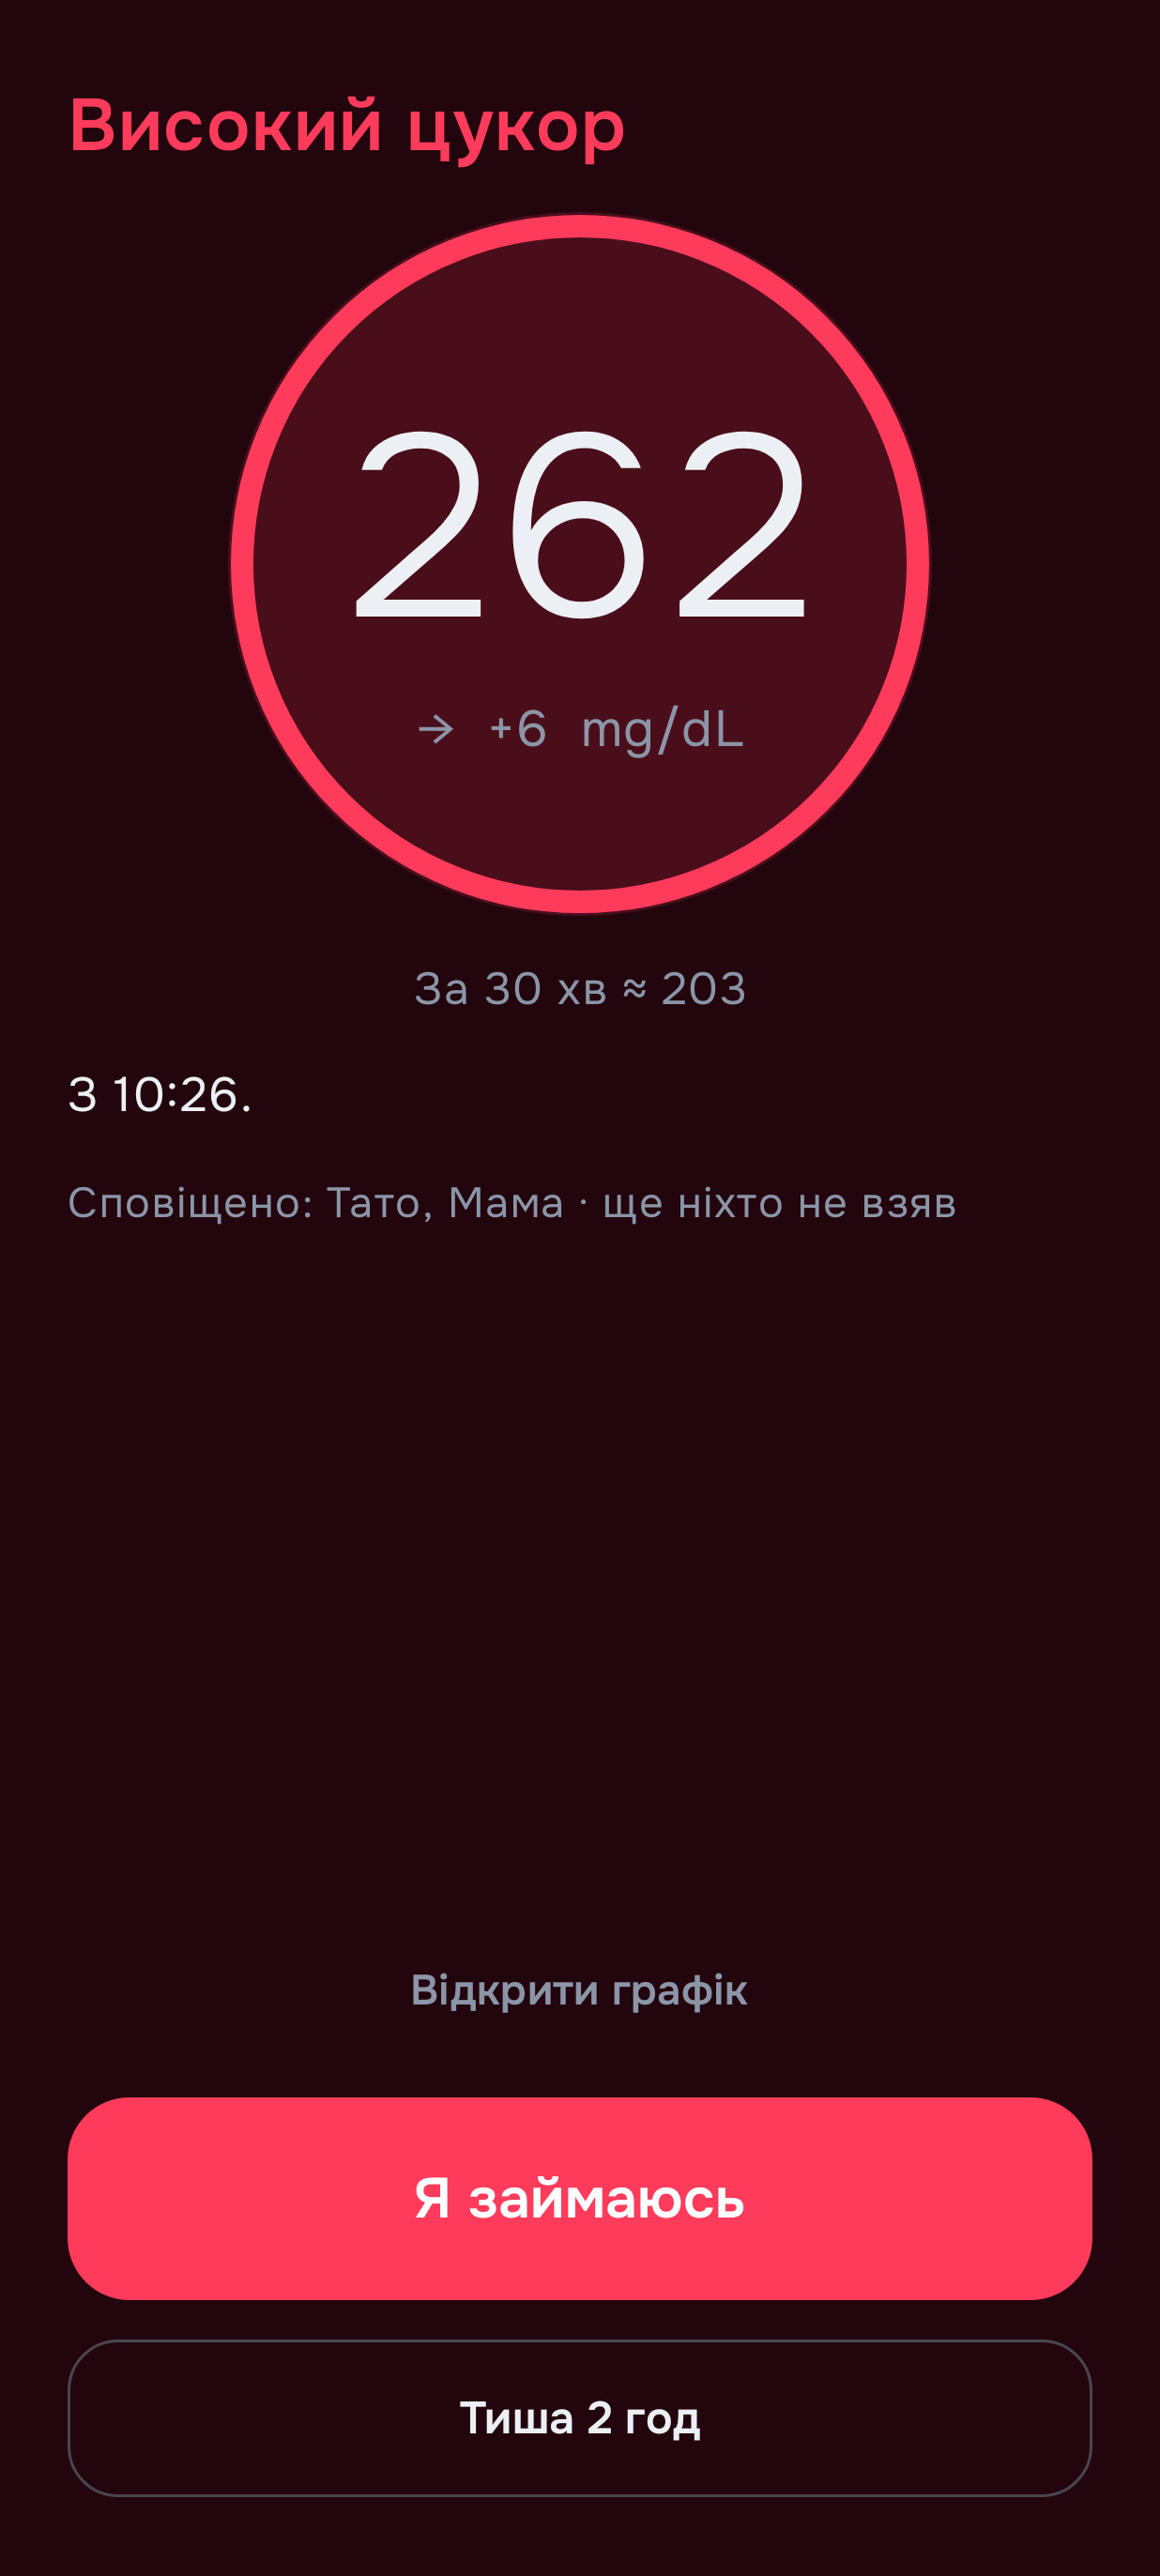 Високий цукор
262
→ +6 mg/dL
За 30 хв ≈ 203
З 10:26.
Сповіщено: Тато, Мама · ще ніхто не взяв
Відкрити графік
Я займаюсь
Тиша 2 год